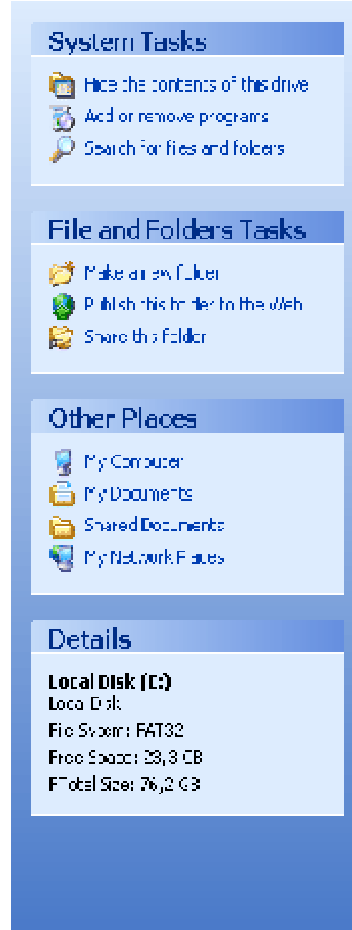 System Tasks
Hide the contents of this drive
Add or remove programs
Search for files and folders
File and Folders Tasks
Make a new folder
Publish this folder to the Web
Share this folder
Other Places
My Computer
My Documents
Shared Documents
My Network Places
Details
Local Disk (C:)
Local Disk
File System: FAT32
Free Space: 23,3 GB
Total Size: 76,2 GB